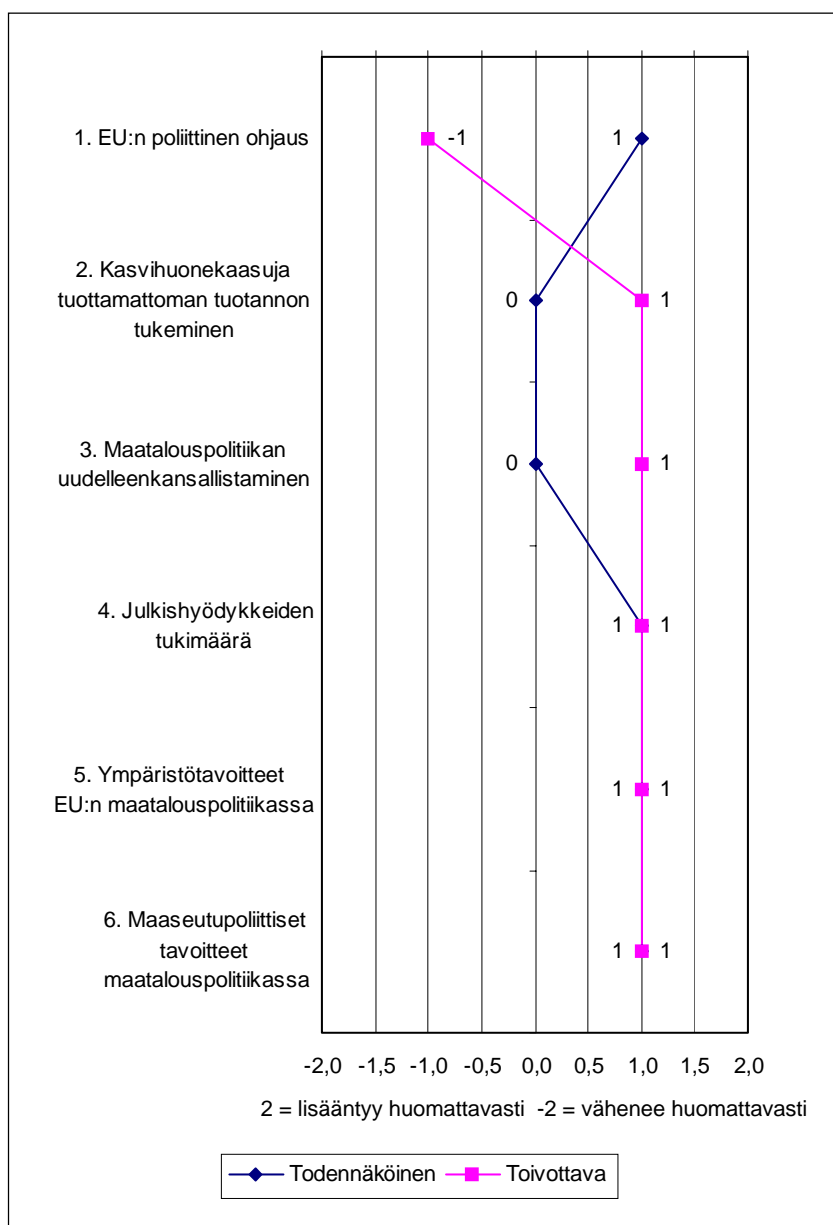 1. EU:n poliittinen ohjaus
-1
1
2. Kasvihuonekaasuja
tuottamattoman tuotannon
tukeminen
0
1
3. Maatalouspolitiikan
uudelleenkansallistaminen
0
1
4. Julkishyödykkeiden
tukimäärä
1
1
5. Ympäristötavoitteet
EU:n maatalouspolitiikassa
1
1
6. Maaseutupoliittiset
tavoitteet
maatalouspolitiikassa
1
1
-2,0 -1,5 -1,0 -0,5 0,0 0,5 1,0 1,5 2,0
2 = lisääntyy huomattavasti -2 = vähenee huomattavasti
Todennäköinen Toivottava